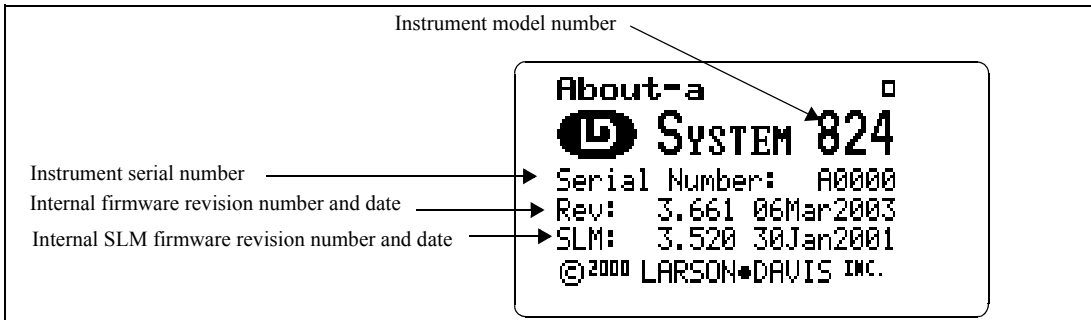 Instrument model number
About-a
SYSTEM 824
Instrument serial number
Serial Number: A0000
Internal firmware revision number and date
Rev: 3.661 06Mar2003
Internal SLM firmware revision number and date
SLM: 3.520 30Jan2001
©2000 LARSON•DAVIS INC.